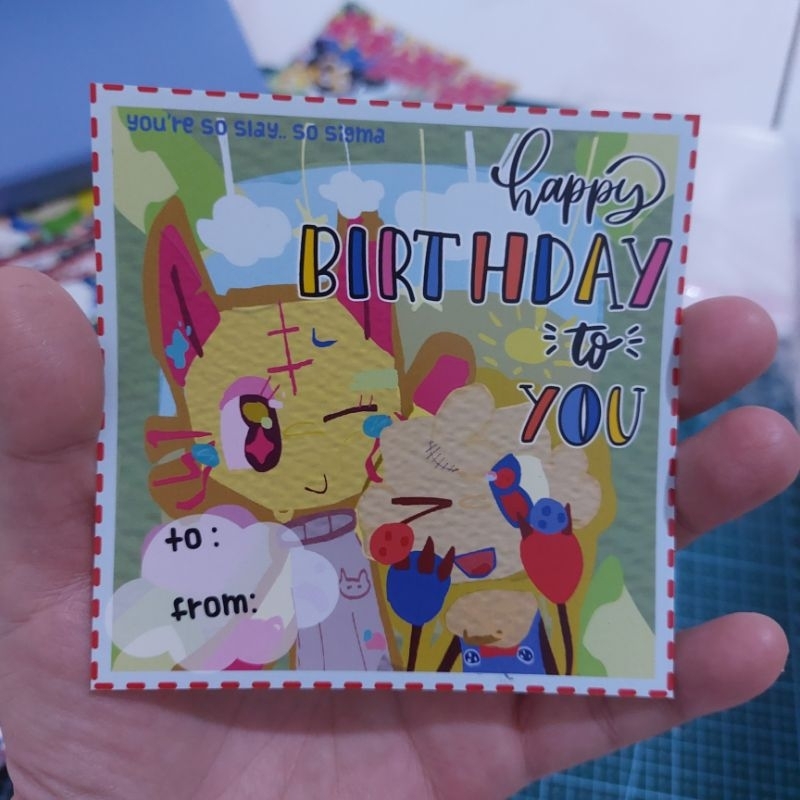 you're so slay.. so sigma
happy
BIRTHDAY
to
YOU
to:
from: